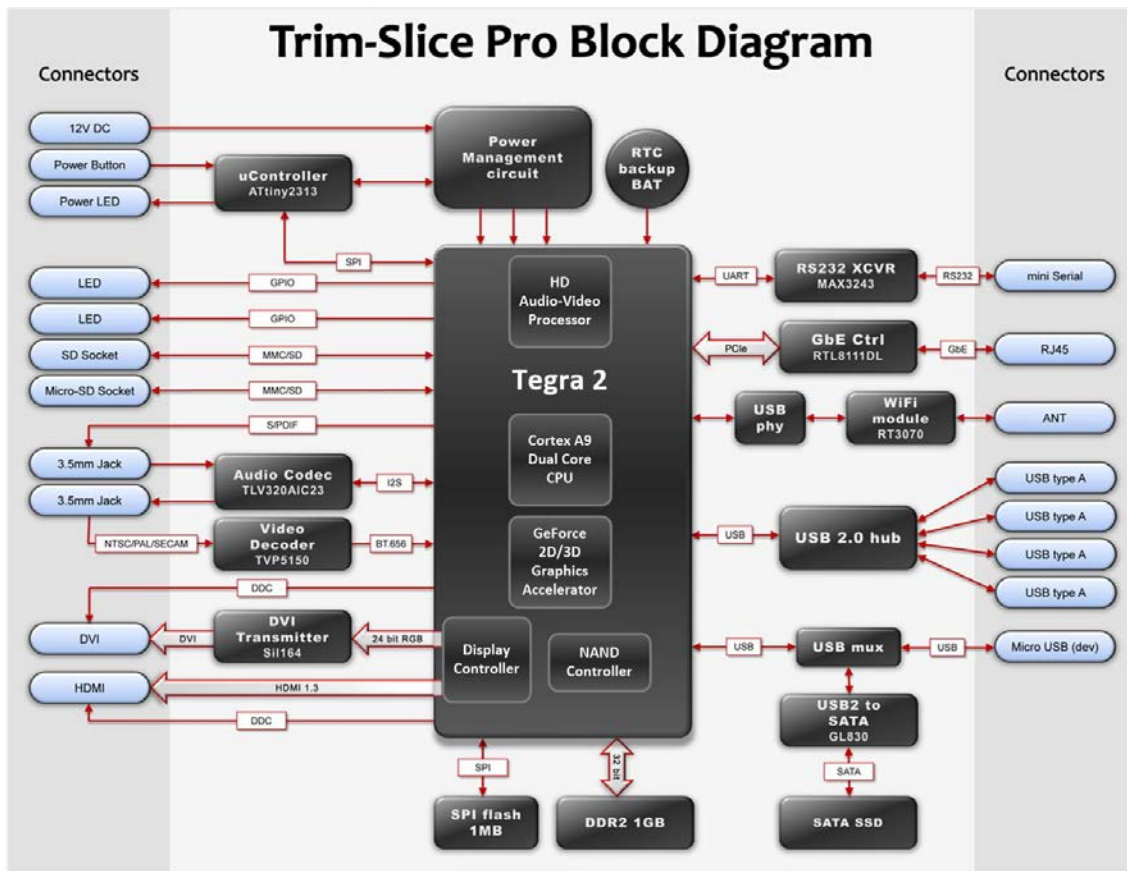 Trim-Slice Pro Block Diagram
Connectors
Connectors
12V DC
Power Button
Power LED
uController
ATtiny2313
Power
Management
circuit
RTC
backup
BAT
SPI
LED
GPIO
LED
GPIO
SD Socket
MMC/SD
Micro-SD Socket
MMC/SD
S/PDIF
3.5mm Jack
3.5mm Jack
Audio Codec
TLV320AIC23
I2S
NTSC/PAL/SECAM
Video
Decoder
TVP5150
BT.656
DDC
DVI
DVI
DVI
Transmitter
SiI164
24 bit RGB
HDMI
HDMI 1.3
DDC
HD
Audio-Video
Processor
Tegra 2
Cortex A9
Dual Core
CPU
GeForce
2D/3D
Graphics
Accelerator
Display
Controller
NAND
Controller
UART
RS232 XCVR
MAX3243
RS232
mini Serial
PCIe
GbE Ctrl
RTL8111DL
GbE
RJ45
USB
phy
WiFi
module
RT3070
ANT
USB
USB 2.0 hub
USB type A
USB type A
USB type A
USB type A
USB
USB mux
USB
Micro USB (dev)
USB2 to
SATA
GL830
SATA
SATA SSD
SPI
SPI flash
1MB
32 bit
DDR2 1GB